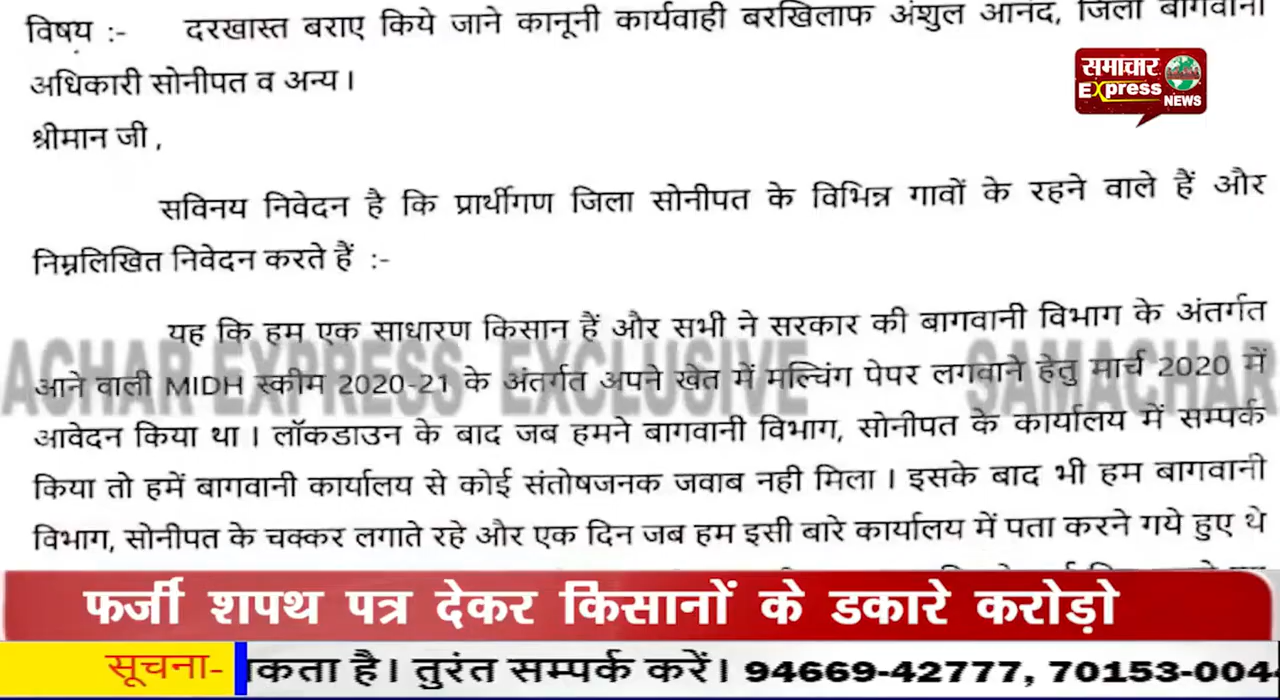 विषय :- दरखास्त बराए किये जाने कानूनी कार्यवाही बरखिलाफ अंशुल आनंद, जिला बागवानी
अधिकारी सोनीपत व अन्य।
श्रीमान जी,
समाचार
Express
NEWS
सविनय निवेदन है कि प्रार्थीगण जिला सोनीपत के विभिन्न गावों के रहने वाले हैं और
निम्नलिखित निवेदन करते हैं :-
यह कि हम एक साधारण किसान हैं और सभी ने सरकार की बागवानी विभाग के अंतर्गत
आने वाली MIDH स्कीम 2020-21 के अंतर्गत अपने खेत में मल्चिंग पेपर लगवाने हेतु मार्च 2020 में
ACHAR EXPRESS EXCLUSIVE SAMACHAR
आवेदन किया था। लॉकडाउन के बाद जब हमने बागवानी विभाग, सोनीपत के कार्यालय में सम्पर्क
किया तो हमें बागवानी कार्यालय से कोई संतोषजनक जवाब नही मिला। इसके बाद भी हम बागवानी
विभाग, सोनीपत के चक्कर लगाते रहे और एक दिन जब हम इसी बारे कार्यालय में पता करने गये हुए थे
फर्जी शपथ पत्र देकर किसानों के डकारे करोड़ो
सूचना- कता है। तुरंत सम्पर्क करें। 94669-42777, 70153-004